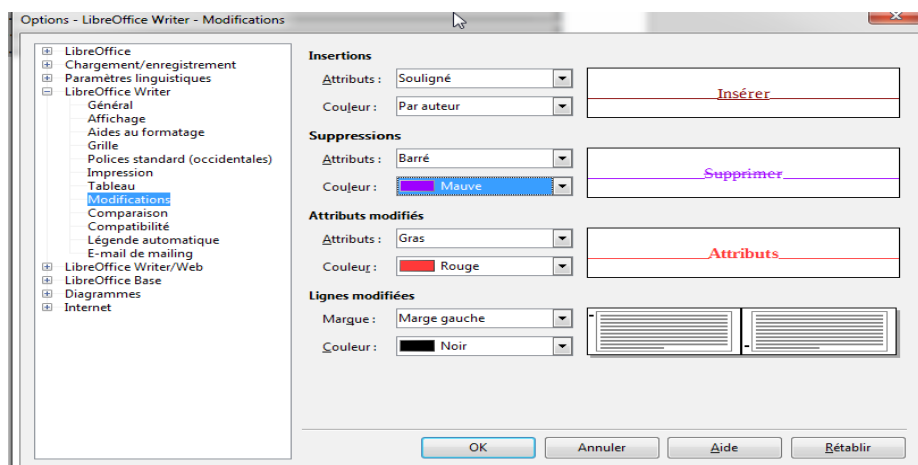 Options - LibreOffice Writer - Modifications
LibreOffice
Chargement/enregistrement
Paramètres linguistiques
LibreOffice Writer
Général
Affichage
Aides au formatage
Grille
Polices standard (occidentales)
Impression
Tableau
Modifications
Comparaison
Compatibilité
Légende automatique
E-mail de mailing
LibreOffice Writer/Web
LibreOffice Base
Diagrammes
Internet
Insertions
Attributs : Souligné
Couleur : Par auteur
Insérer
Suppressions
Attributs : Barré
Couleur : Mauve
Supprimer
Attributs modifiés
Attributs : Gras
Couleur : Rouge
Attributs
Lignes modifiées
Marque : Marge gauche
Couleur : Noir
OK Annuler Aide Rétablir